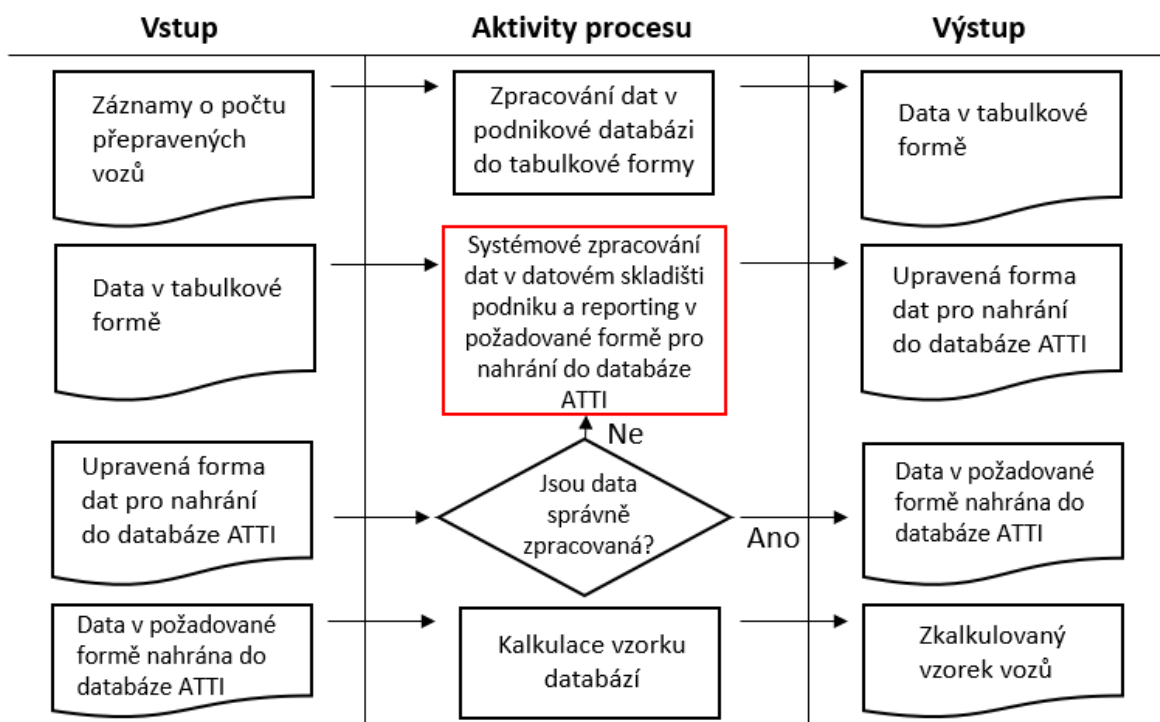 Vstup
Aktivity procesu
Výstup
Záznamy o počtu
přepravených
vozů
Zpracování dat v
podnikové databázi
do tabulkové formy
Data v tabulkové
formě
Data v tabulkové
formě
Systémové zpracování
dat v datovém skladišti
podniku a reporting v
požadované formě pro
nahrání do databáze
ATTI
Upravená forma
dat pro nahrání
do databáze ATTI
Upravená forma
dat pro nahrání
do databáze ATTI
Ne
Jsou data
správně
zpracovaná?
Ano
Data v požadované
formě nahrána do
databáze ATTI
Data v požadované
formě nahrána do
databáze ATTI
Kalkulace vzorku
databází
Zkalkulovaný
vzorek vozů